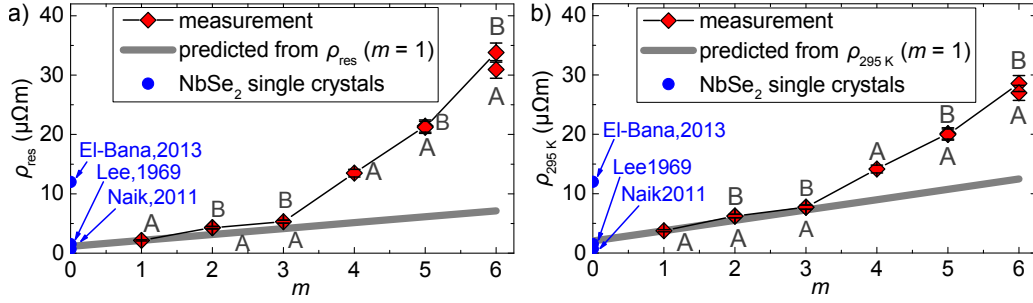 a)
B
measurement
predicted from ρres (m = 1)
NbSe2 single crystals
A
40
30
20
10
0
ρres (μΩm)
El-Bana,2013
Lee,1969
Naik,2011
A
B
B
A
A
A
B
A
0 1 2 3 4 5 6
m
b)
B
measurement
predicted from ρ295 K (m = 1)
NbSe2 single crystals
A
40
30
20
10
0
ρ295 K (μΩm)
El-Bana,2013
Lee1969
Naik2011
A
B
A
B
A
A
B
A
0 1 2 3 4 5 6
m